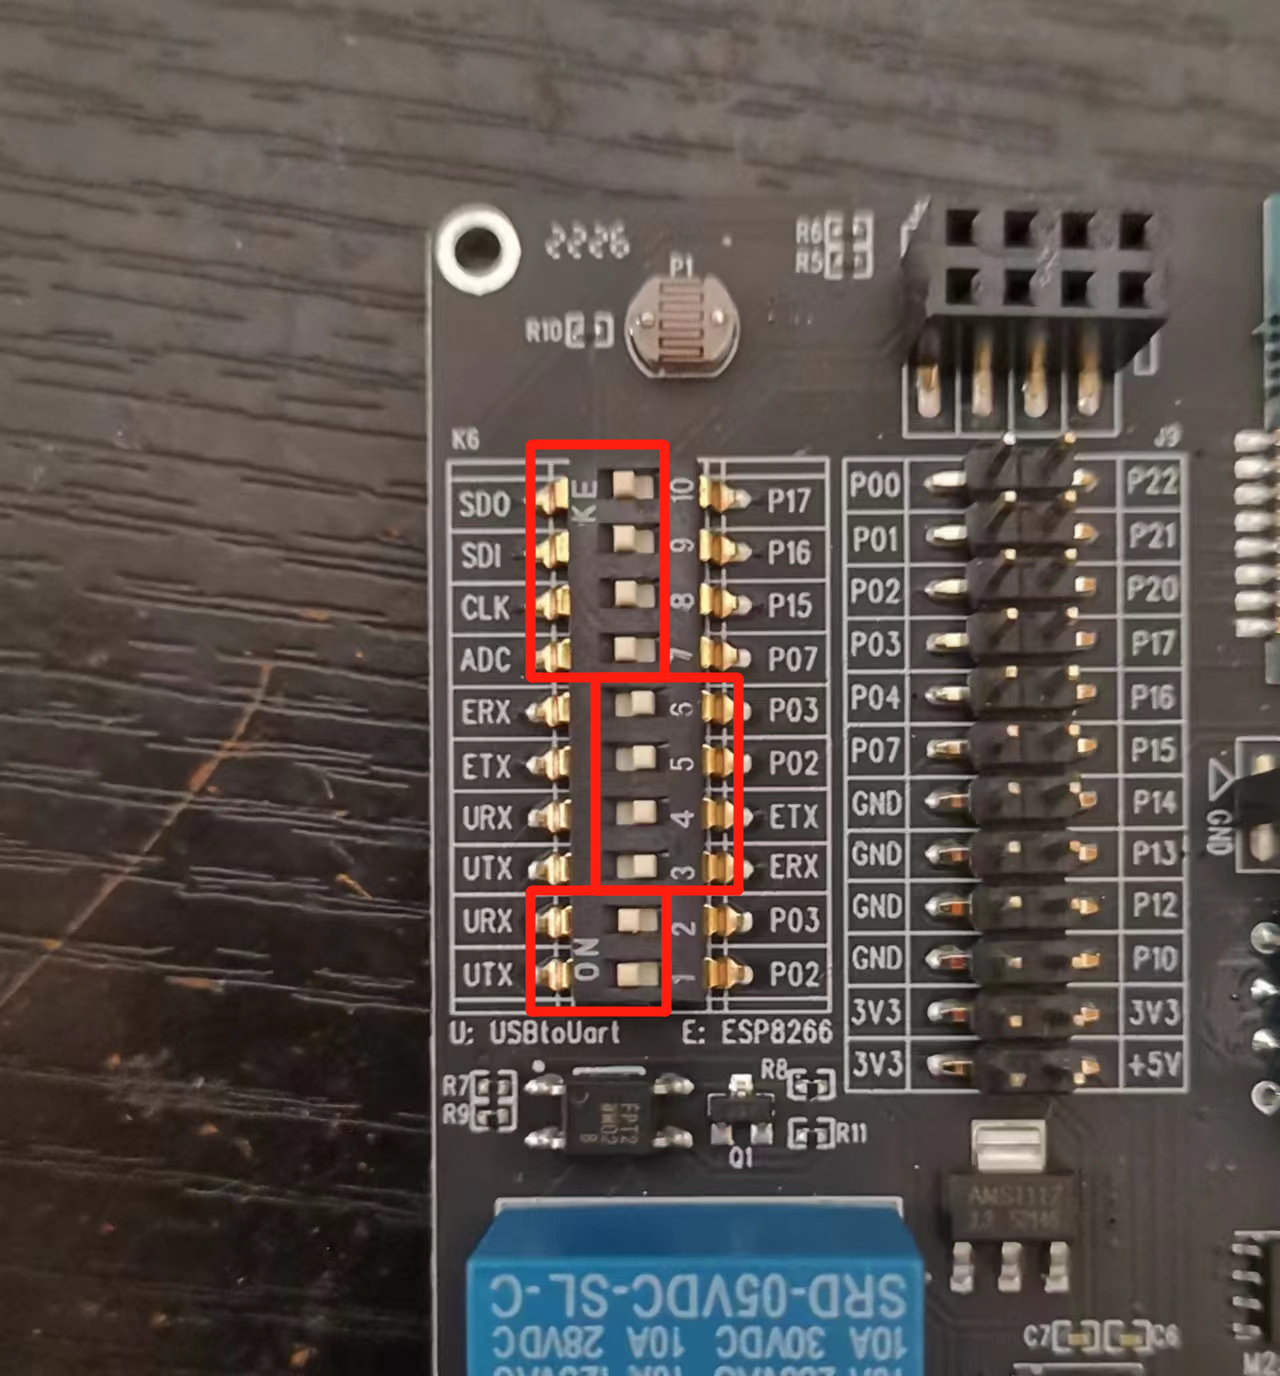 2226
P1
R6
R5
R10
K6
J9
SDO KE 10 P17
SDI 9 P16
CLK 8 P15
ADC 7 P07
ERX 6 P03
ETX 5 P02
URX 4 ETX
UTX 3 ERX
URX ON 2 P03
UTX 1 P02
U: USBtoUart E: ESP8266
P00 P22
P01 P21
P02 P20
P03 P17
P04 P16
P07 P15
GND P14
GND P13
GND P12
GND P10
3V3 3V3
3V3 +5V
GND
R7
R9
R8
R11
Q1
AMS1117
SRD-05VDC-SL-C
10A 30VDC 10A 28VDC
C7
C6